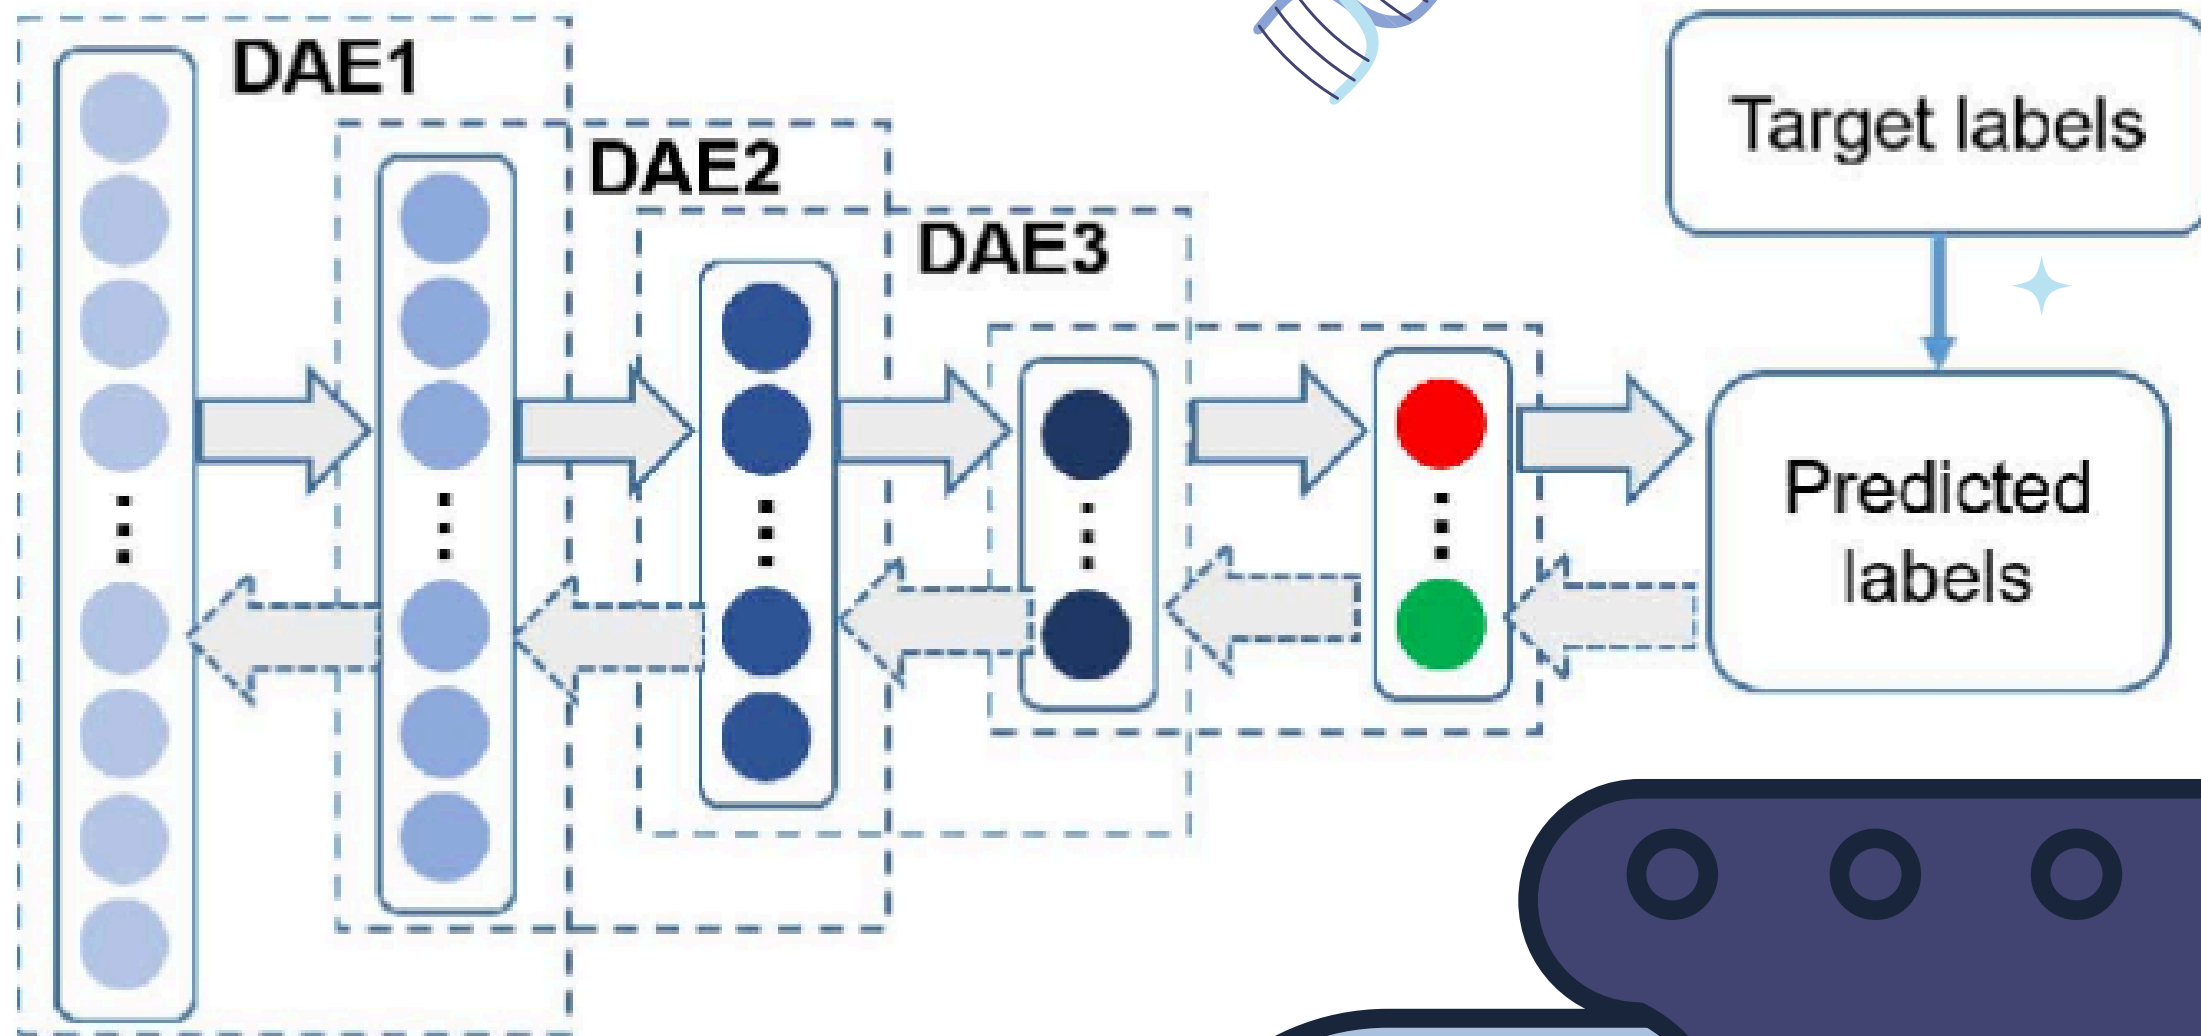 DAE1
DAE2
DAE3
Target labels
Predicted
labels